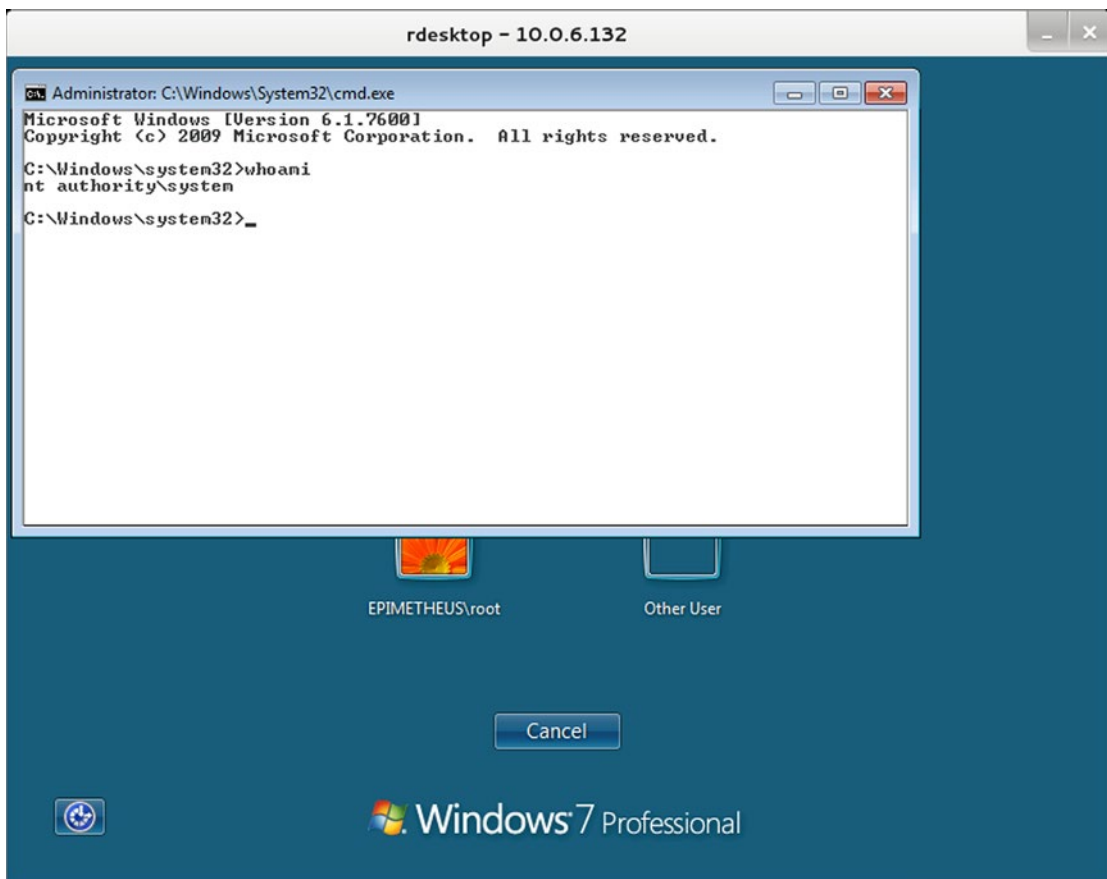 rdesktop - 10.0.6.132
Administrator: C:\Windows\System32\cmd.exe
Microsoft Windows [Version 6.1.7600]
Copyright (c) 2009 Microsoft Corporation.  All rights reserved.
C:\Windows\system32>whoami
nt authority\system
C:\Windows\system32>_
EPIMETHEUS\root
Other User
Cancel
Windows 7 Professional